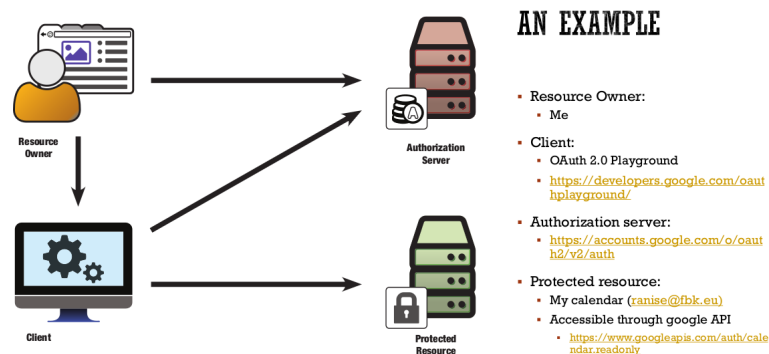 AN EXAMPLE
Resource
Owner
Authorization
Server
A
Client
Protected
Resource
▪ Resource Owner:
▪ Me
▪ Client:
▪ OAuth 2.0 Playground
▪ https://developers.google.com/oaut
hplayground/
▪ Authorization server:
▪ https://accounts.google.com/o/oaut
h2/v2/auth
▪ Protected resource:
▪ My calendar (ranise@fbk.eu)
▪ Accessible through google API
▪ https://www.googleapis.com/auth/cale
ndar.readonly